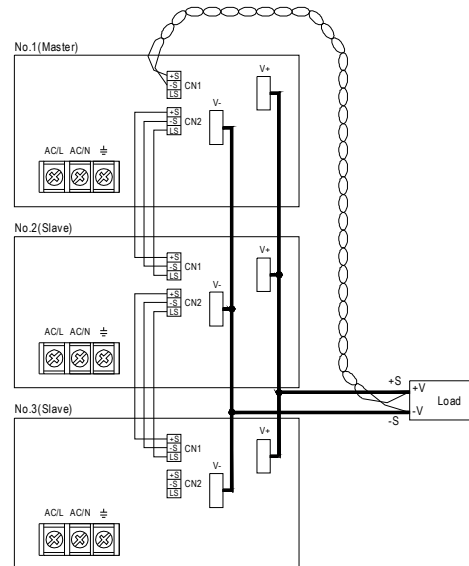 No.1(Master)
+S
-S
LS
CN1
V+
+S
-S
LS
CN2
V-
AC/L AC/N ⏚
No.2(Slave)
+S
-S
LS
CN1
V+
+S
-S
LS
CN2
V-
AC/L AC/N ⏚
+S
+V
Load
-V
-S
No.3(Slave)
+S
-S
LS
CN1
V+
+S
-S
LS
CN2
V-
AC/L AC/N ⏚